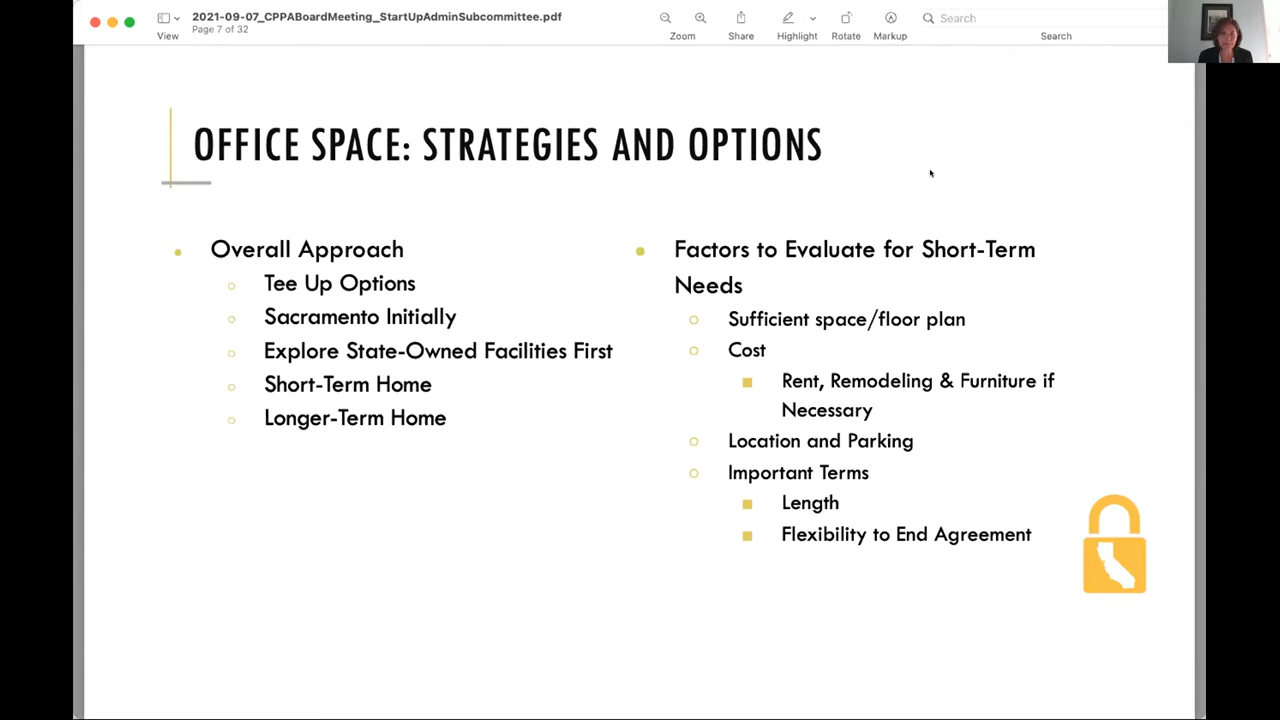 2021-09-07_CPPABoardMeeting_StartUpAdminSubcommittee.pdf
Page 7 of 32
View
Zoom
Share
Highlight
Rotate
Markup
Search
Search
OFFICE SPACE: STRATEGIES AND OPTIONS
Overall Approach
Tee Up Options
Sacramento Initially
Explore State-Owned Facilities First
Short-Term Home
Longer-Term Home
Factors to Evaluate for Short-Term
Needs
Sufficient space/floor plan
Cost
Rent, Remodeling & Furniture if
Necessary
Location and Parking
Important Terms
Length
Flexibility to End Agreement